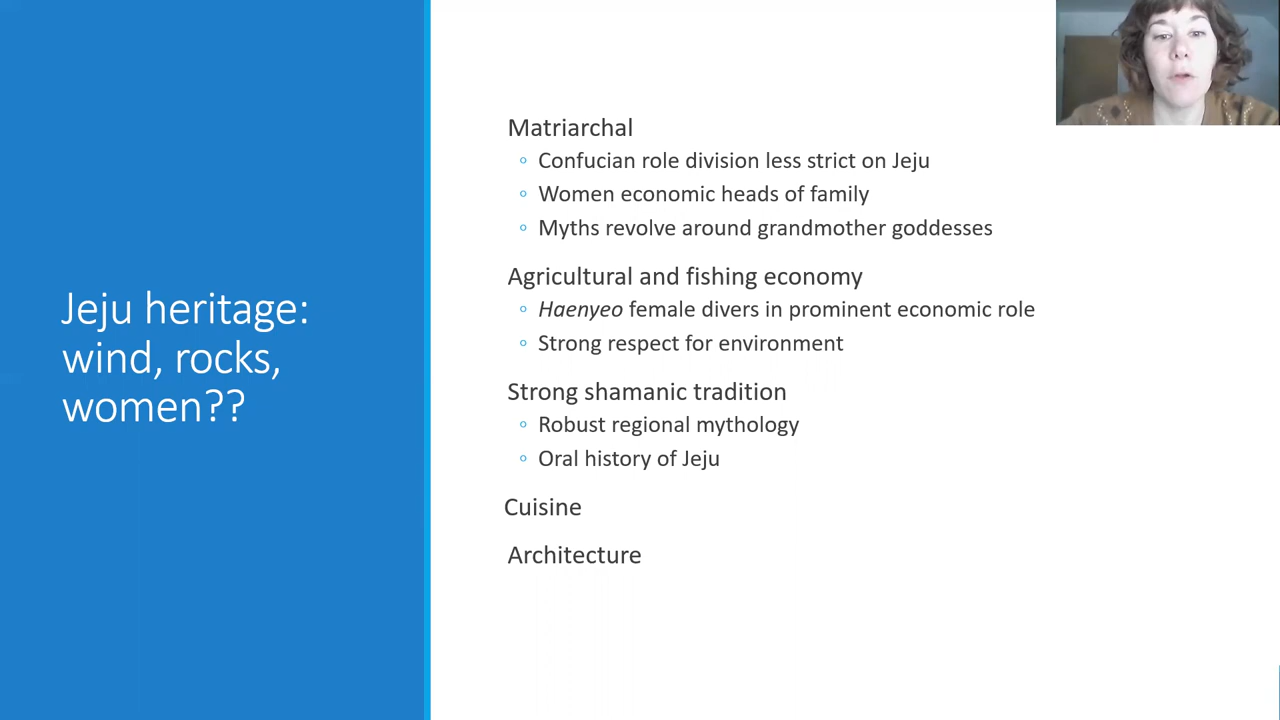 Jeju heritage:
wind, rocks,
women??
Matriarchal
◦ Confucian role division less strict on Jeju
◦ Women economic heads of family
◦ Myths revolve around grandmother goddesses
Agricultural and fishing economy
◦ Haenyeo female divers in prominent economic role
◦ Strong respect for environment
Strong shamanic tradition
◦ Robust regional mythology
◦ Oral history of Jeju
Cuisine
Architecture